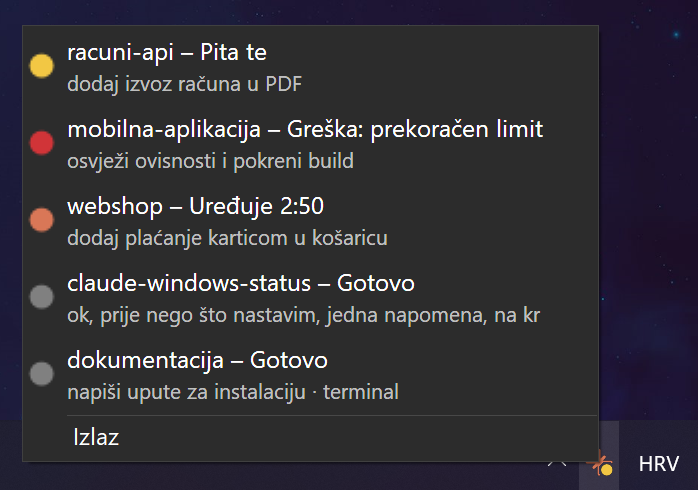 racuni-api – Pita te
dodaj izvoz računa u PDF
mobilna-aplikacija – Greška: prekoračen limit
osvježi ovisnosti i pokreni build
webshop – Uređuje 2:50
dodaj plaćanje karticom u košaricu
claude-windows-status – Gotovo
ok, prije nego što nastavim, jedna napomena, na kr
dokumentacija – Gotovo
napiši upute za instalaciju · terminal
Izlaz
HRV